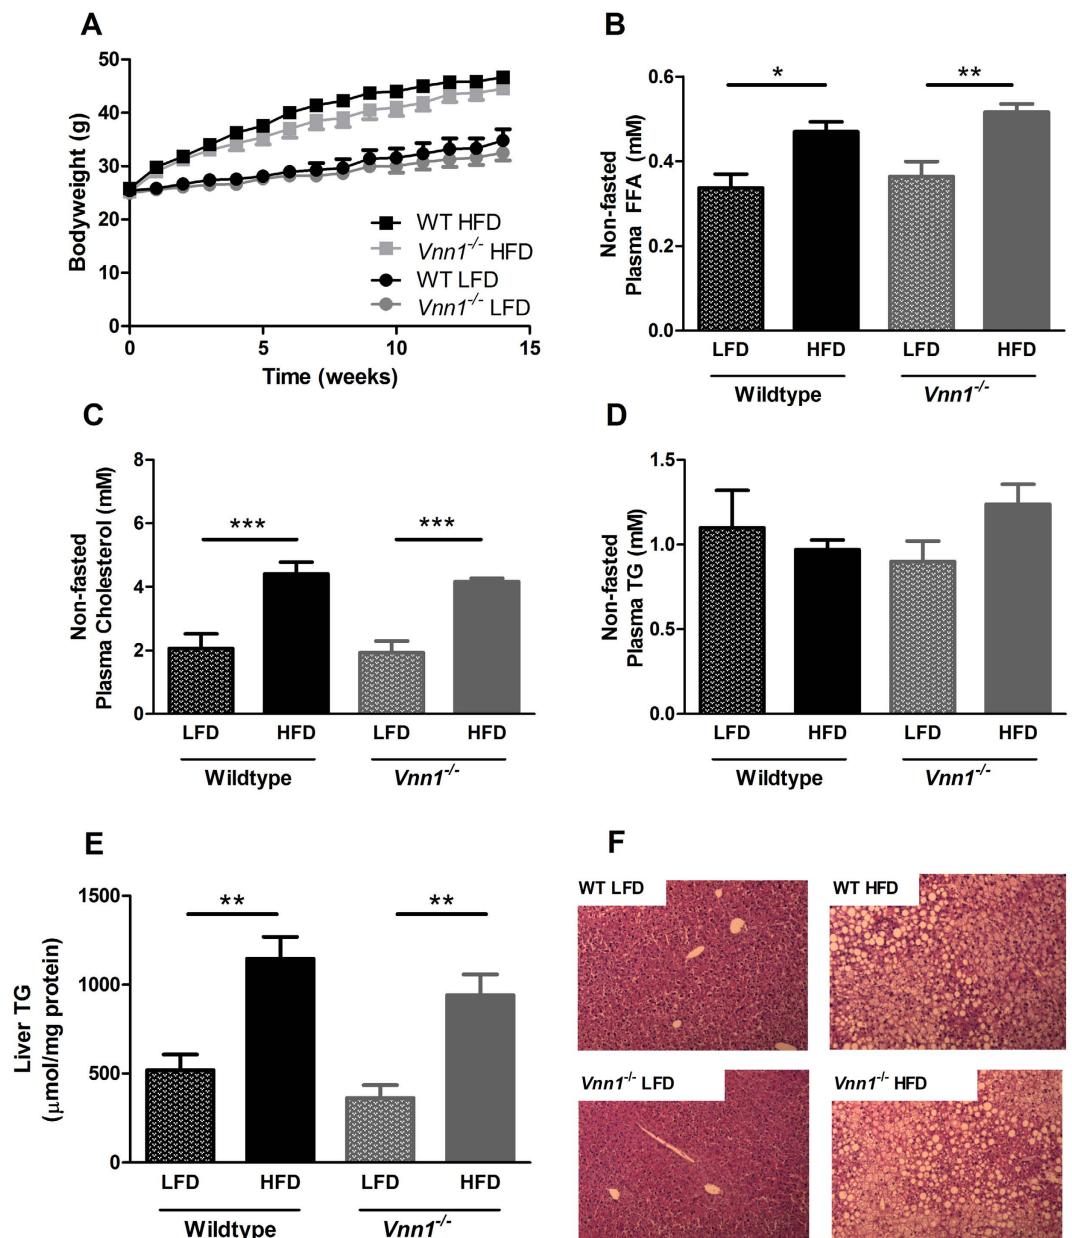 A
50
40
30
20
10
0
0
5
10
15
Bodyweight (g)
Time (weeks)
WT HFD
Vnn1-/- HFD
WT LFD
Vnn1-/- LFD
B
Non-fasted
Plasma FFA (mM)
0.6
0.4
0.2
0.0
*
**
LFD
HFD
LFD
HFD
Wildtype
Vnn1-/-
C
Non-fasted
Plasma Cholesterol (mM)
8
6
4
2
0
***
***
LFD
HFD
LFD
HFD
Wildtype
Vnn1-/-
D
Non-fasted
Plasma TG (mM)
1.5
1.0
0.5
0.0
LFD
HFD
LFD
HFD
Wildtype
Vnn1-/-
E
Liver TG
(μmol/mg protein)
1500
1000
500
0
**
**
LFD
HFD
LFD
HFD
Wildtype
Vnn1-/-
F
WT LFD
WT HFD
Vnn1-/- LFD
Vnn1-/- HFD